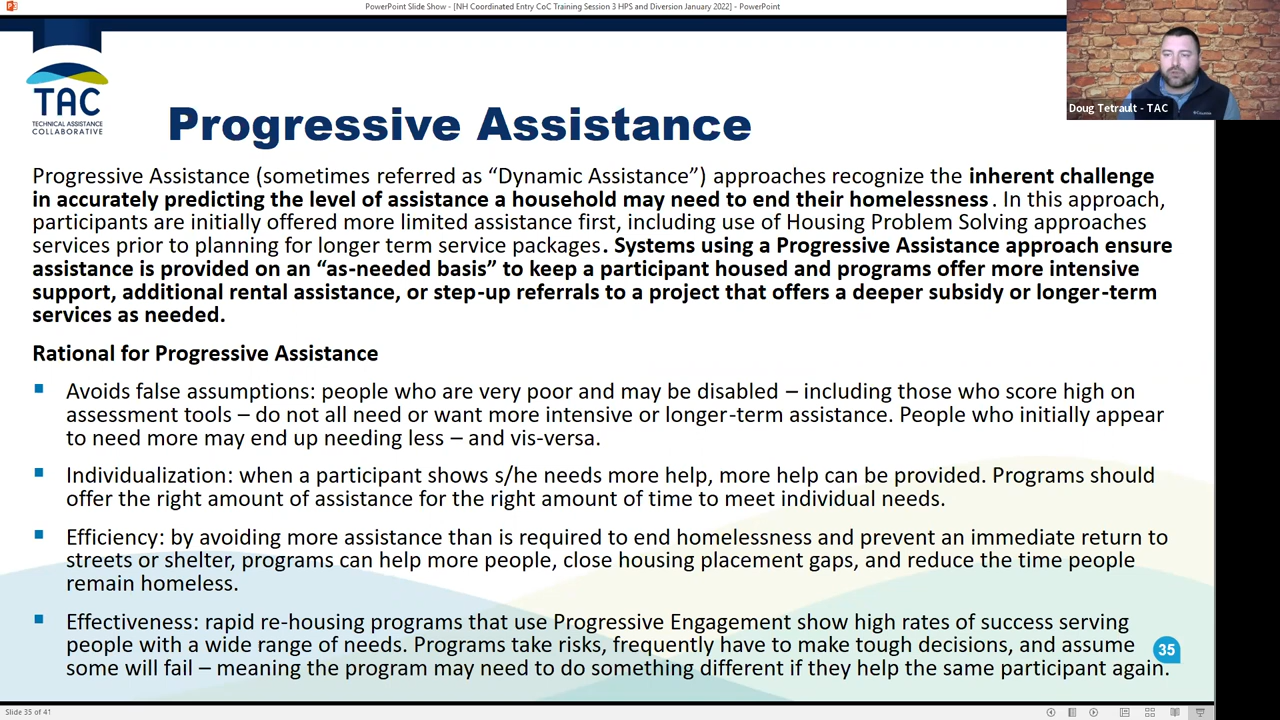 PowerPoint Slide Show - [NH Coordinated Entry CoC Training Session 3 HPS and Diversion January 2022] - PowerPoint
Doug Tetrault - TAC
TAC
TECHNICAL ASSISTANCE
COLLABORATIVE
Progressive Assistance
Progressive Assistance (sometimes referred as “Dynamic Assistance”) approaches recognize the inherent challenge
in accurately predicting the level of assistance a household may need to end their homelessness. In this approach,
participants are initially offered more limited assistance first, including use of Housing Problem Solving approaches
services prior to planning for longer term service packages. Systems using a Progressive Assistance approach ensure
assistance is provided on an “as-needed basis” to keep a participant housed and programs offer more intensive
support, additional rental assistance, or step-up referrals to a project that offers a deeper subsidy or longer-term
services as needed.
Rational for Progressive Assistance
Avoids false assumptions: people who are very poor and may be disabled – including those who score high on
assessment tools – do not all need or want more intensive or longer-term assistance. People who initially appear
to need more may end up needing less – and vis-versa.
Individualization: when a participant shows s/he needs more help, more help can be provided. Programs should
offer the right amount of assistance for the right amount of time to meet individual needs.
Efficiency: by avoiding more assistance than is required to end homelessness and prevent an immediate return to
streets or shelter, programs can help more people, close housing placement gaps, and reduce the time people
remain homeless.
Effectiveness: rapid re-housing programs that use Progressive Engagement show high rates of success serving
people with a wide range of needs. Programs take risks, frequently have to make tough decisions, and assume
some will fail – meaning the program may need to do something different if they help the same participant again.
35
Slide 35 of 41